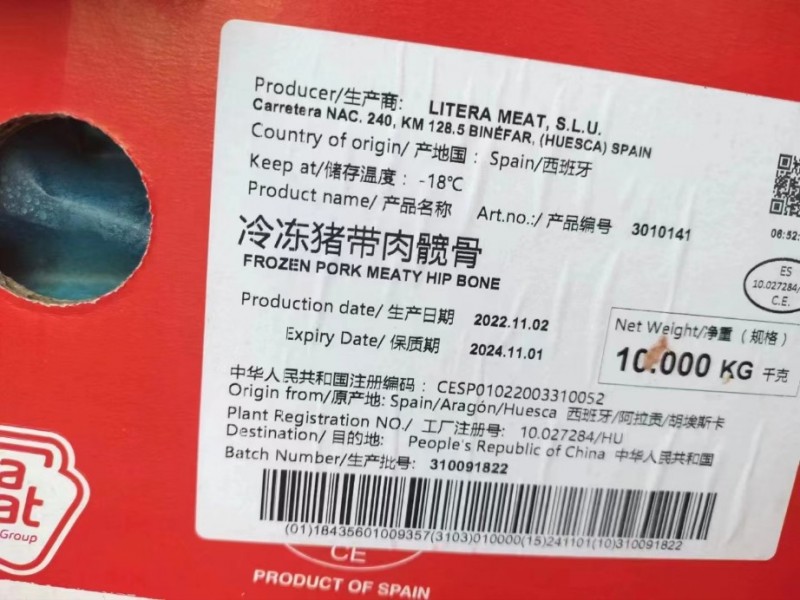 Producer/生产商: LITERA MEAT, S.L.U.
Carretera NAC. 240, KM 128.5 BINÉFAR, (HUESCA) SPAIN
Country of origin/ 产地国: Spain/西班牙
Keep at/储存温度: -18℃
Product name/ 产品名称 Art.no.:/ 产品编号 3010141
冷冻猪带肉髋骨
FROZEN PORK MEATY HIP BONE
Production date/ 生产日期 2022.11.02
Expiry Date/ 保质期 2024.11.01
06:52:
ES
10.027284/
C.E.
Net Weight/净重（规格）
10.000 KG 千克
中华人民共和国注册编码: CESP01022003310052
Origin from/原产地: Spain/Aragón/Huesca 西班牙/阿拉贡/胡埃斯卡
Plant Registration NO./ 工厂注册号: 10.027284/HU
Destination/ 目的地: People's Republic of China 中华人民共和国
Batch Number/生产批号: 310091822
(01)18435601009357(3103)010000(15)241101(10)310091822
CE
PRODUCT OF SPAIN
a
at
Group